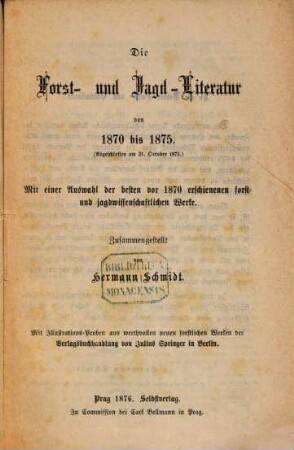 Die
Forst- und Jagd-Literatur
von
1870 bis 1875.
(Abgeschlossen am 31. October 1875.)
Mit einer Auswahl der besten vor 1870 erschienenen forst-
und jagdwissenschaftlichen Werke.
Zusammengestellt
von
Hermann Schmidt.
BIBLIOTHECA
MONACENSIS
Mit Illustrations-Proben aus werthvollen neuen forstlichen Werken der
Verlagsbuchhandlung von Julius Springer in Berlin.
Prag 1876. Selbstverlag.
In Commission bei Carl Bellmann in Prag.